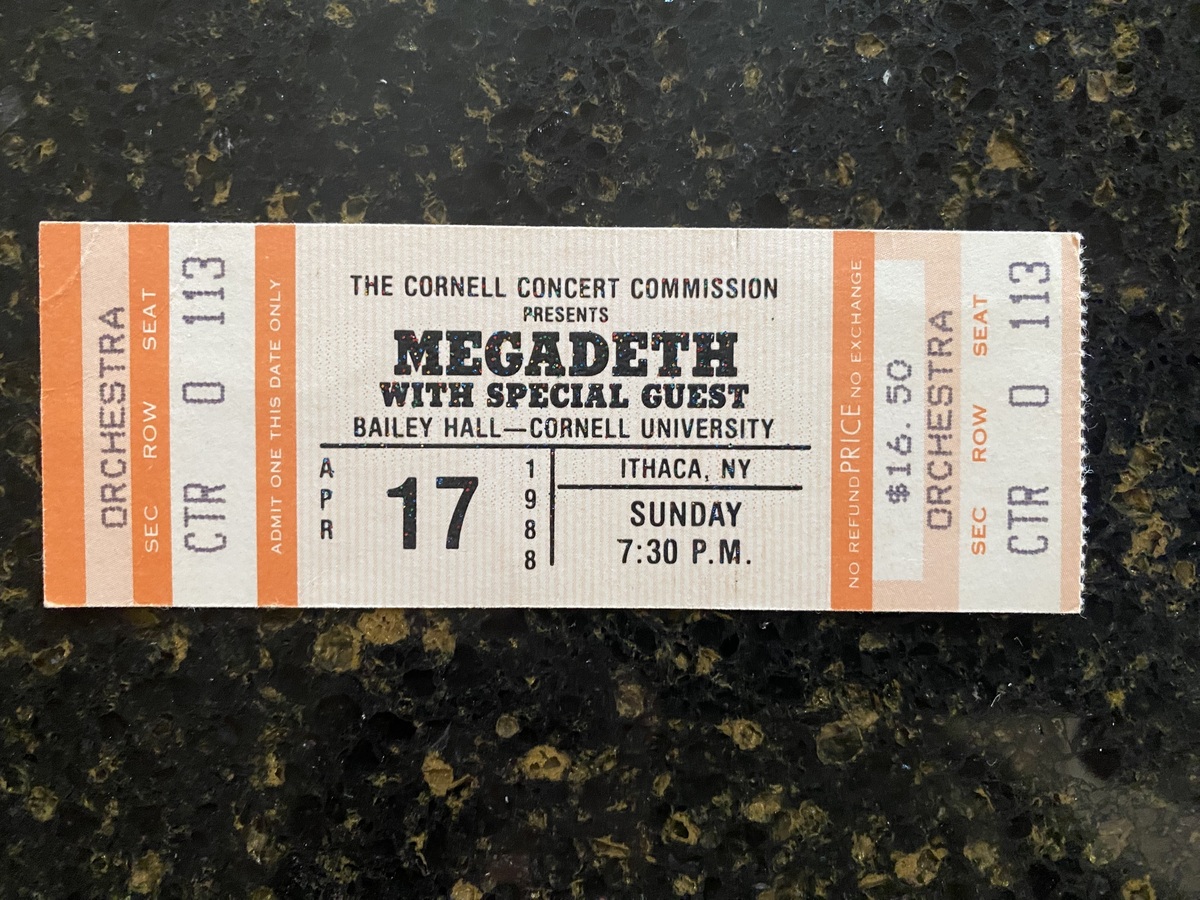 ORCHESTRA
SEC ROW SEAT
CTR O 113
ADMIT ONE THIS DATE ONLY
THE CORNELL CONCERT COMMISSION
PRESENTS
MEGADETH
WITH SPECIAL GUEST
BAILEY HALL—CORNELL UNIVERSITY
APR
17
1988
ITHACA, NY
SUNDAY
7:30 P.M.
NO REFUND PRICE NO EXCHANGE
$16.50
ORCHESTRA
SEC ROW SEAT
CTR O 113